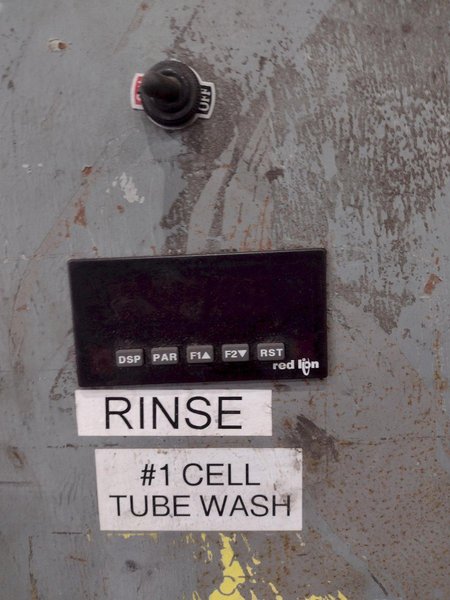 OFF
DSP PAR F1▲ F2▼ RST
red lion
RINSE
#1 CELL
TUBE WASH